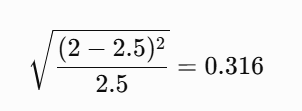 √((2 − 2.5)²/2.5) = 0.316